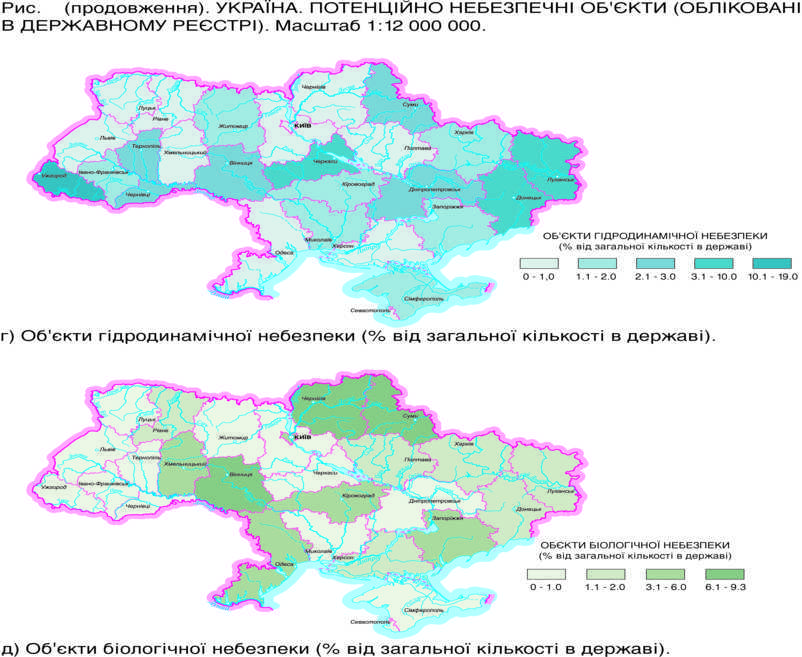 Рис. (продовження). УКРАЇНА. ПОТЕНЦІЙНО НЕБЕЗПЕЧНІ ОБ'ЄКТИ (ОБЛІКОВАНІ
В ДЕРЖАВНОМУ РЕЄСТРІ). Масштаб 1:12 000 000.
Чернігів
Луцьк
Рівне
Суми
Житомир
КИЇВ
Львів
Харків
Тернопіль
Хмельницький
Полтава
Ужгород
Івано-Франківськ
Вінниця
Черкаси
Луганськ
Чернівці
Кіровоград
Дніпропетровськ
Донецьк
Запоріжжя
Миколаїв
Херсон
Одеса
Сімферополь
Севастополь
ОБ'ЄКТИ ГІДРОДИНАМІЧНОЇ НЕБЕЗПЕКИ
(% від загальної кількості в державі)
0 - 1,0 1.1 - 2.0 2.1 - 3.0 3.1 - 10.0 10.1 - 19.0
г) Об'єкти гідродинамічної небезпеки (% від загальної кількості в державі).
Чернігів
Луцьк
Рівне
Суми
Житомир
КИЇВ
Львів
Харків
Тернопіль
Хмельницький
Полтава
Ужгород
Івано-Франківськ
Вінниця
Черкаси
Луганськ
Чернівці
Кіровоград
Дніпропетровськ
Донецьк
Запоріжжя
Миколаїв
Херсон
Одеса
Сімферополь
Севастополь
ОБЄКТИ БІОЛОГІЧНОЇ НЕБЕЗПЕКИ
(% від загальної кількості в державі)
0 - 1.0 1.1 - 2.0 3.1 - 6.0 6.1 - 9.3
д) Об'єкти біологічної небезпеки (% від загальної кількості в державі).